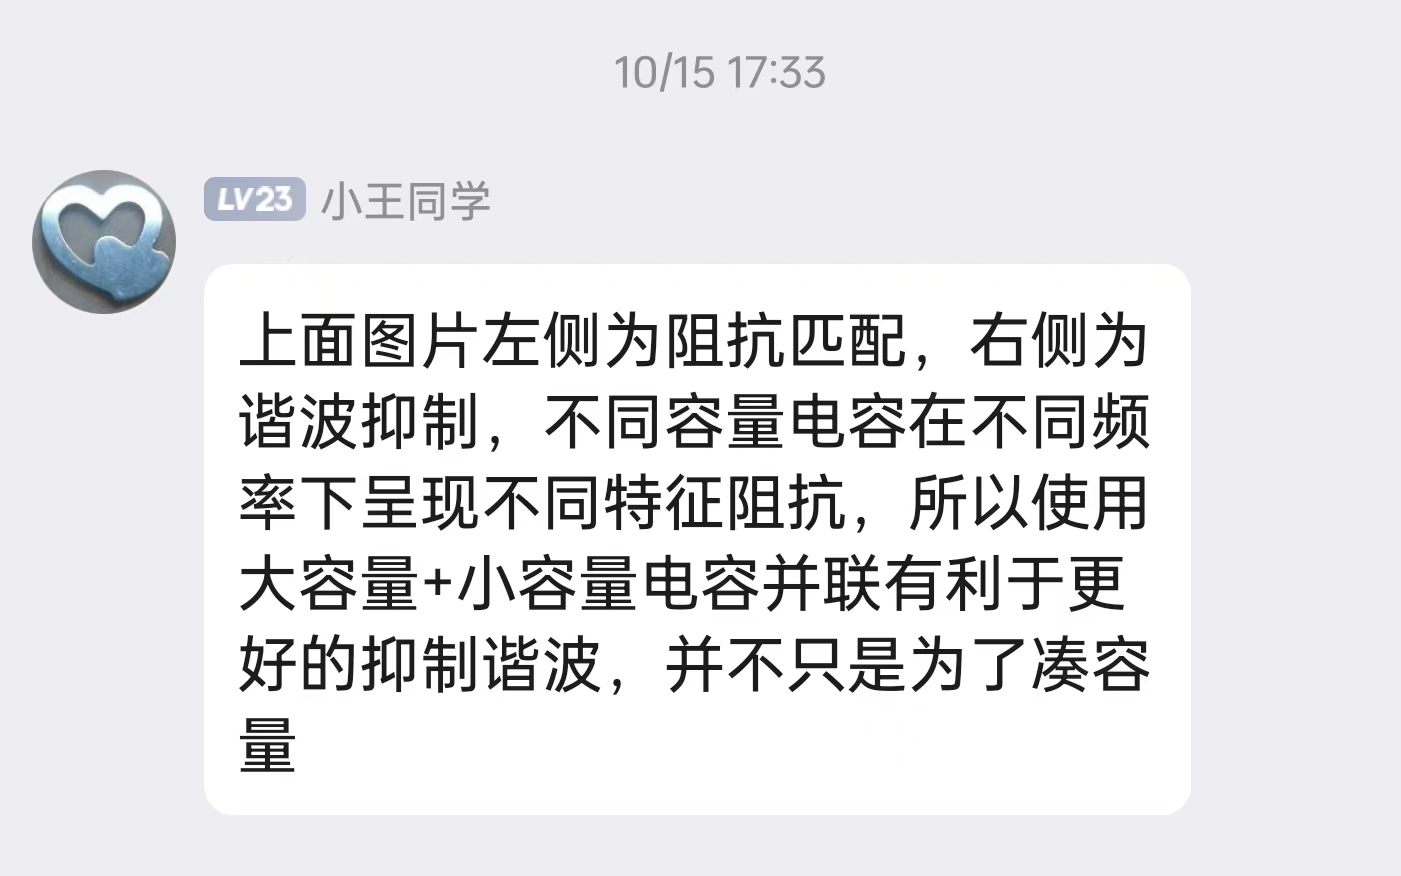 10/15 17:33
LV23 小王同学
上面图片左侧为阻抗匹配，右侧为
谐波抑制，不同容量电容在不同频
率下呈现不同特征阻抗，所以使用
大容量+小容量电容并联有利于更
好的抑制谐波，并不只是为了凑容
量